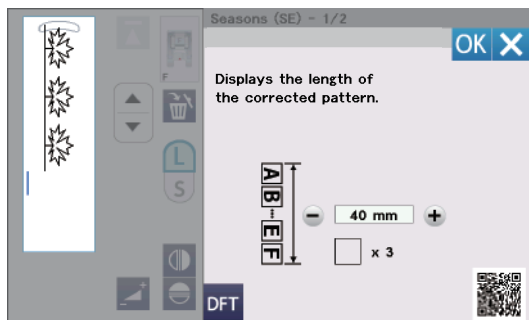 Seasons (SE) - 1/2
OK
F
Displays the length of
the corrected pattern.
L
S
A
B
E
F
40 mm
x 3
DFT